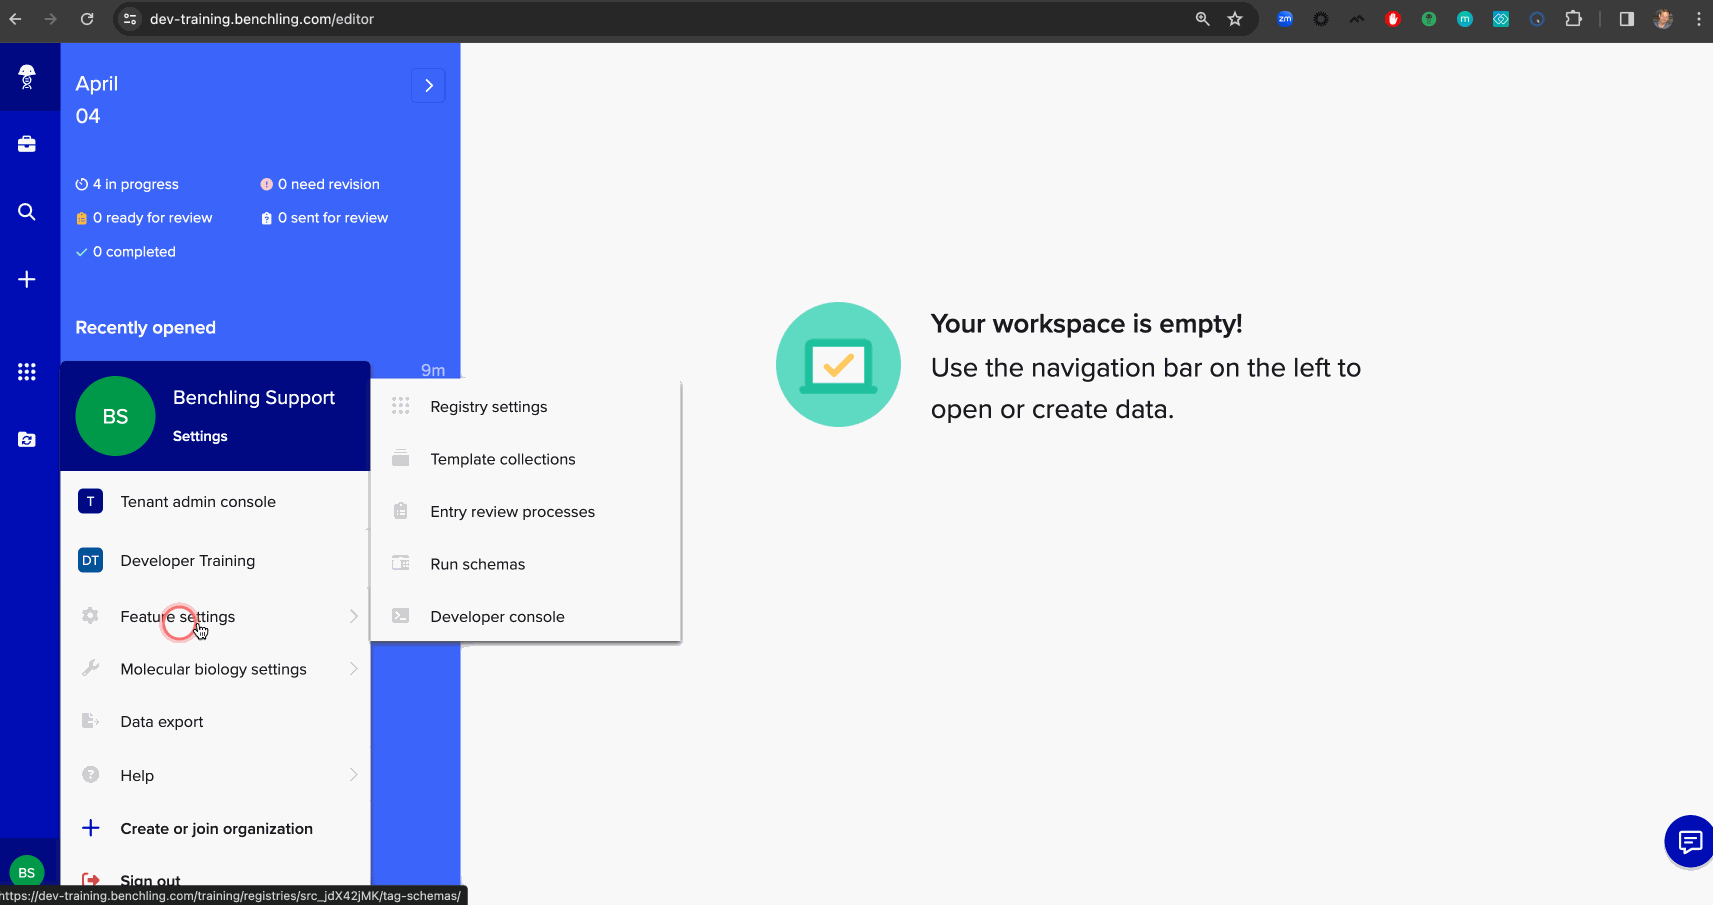 dev-training.benchling.com/editor
zm
m
April
04
4 in progress
0 need revision
0 ready for review
0 sent for review
0 completed
Recently opened
9m
BS
Benchling Support
Settings
T
Tenant admin console
DT
Developer Training
Feature settings
Molecular biology settings
Data export
Help
Create or join organization
Sign out
Registry settings
Template collections
Entry review processes
Run schemas
Developer console
Your workspace is empty!
Use the navigation bar on the left to
open or create data.
BS
https://dev-training.benchling.com/training/registries/src_jdX42jMK/tag-schemas/